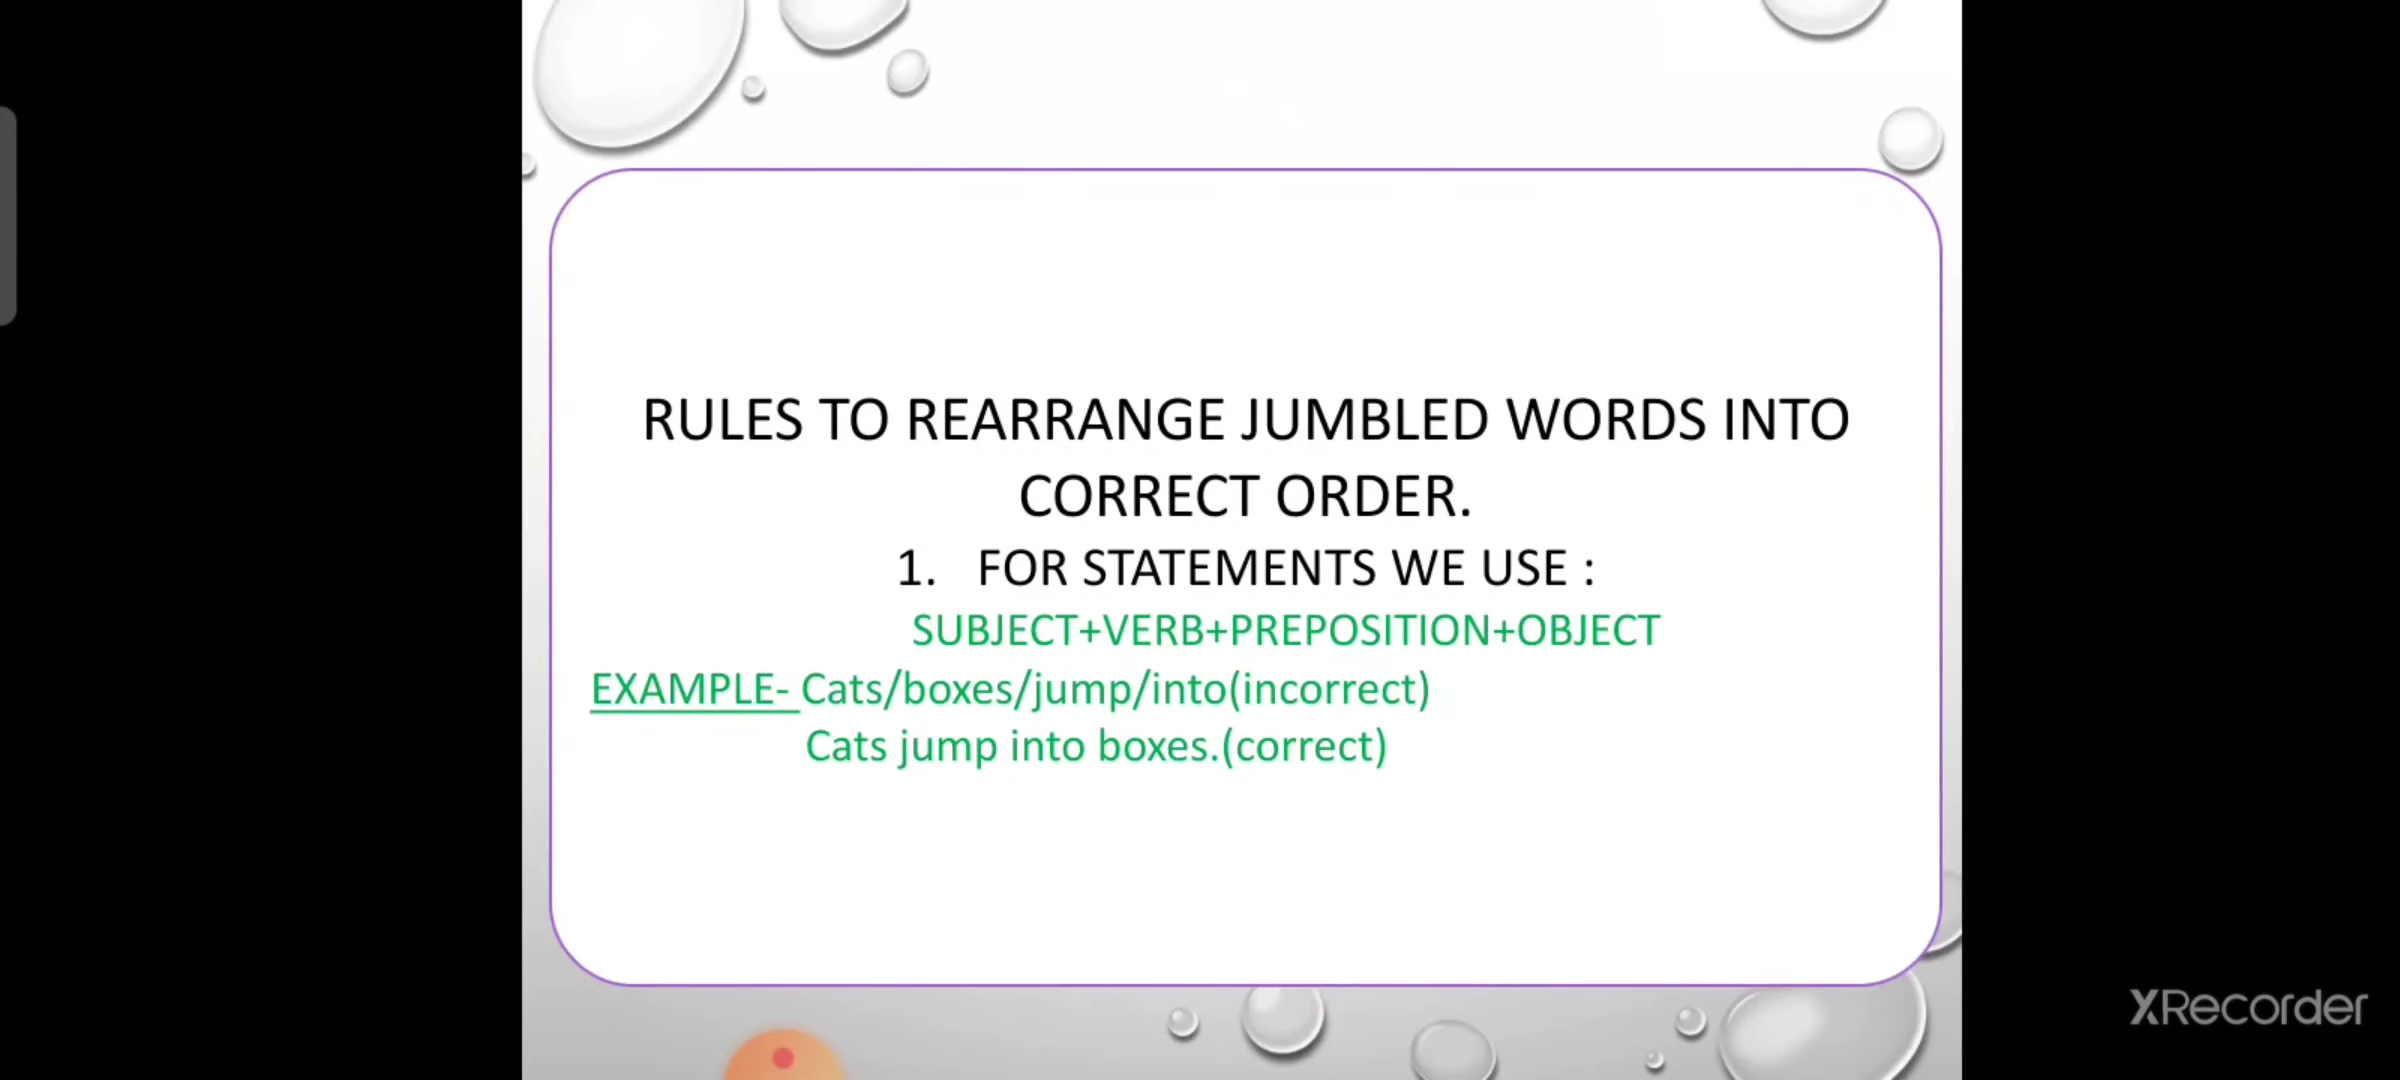 RULES TO REARRANGE JUMBLED WORDS INTO
CORRECT ORDER.
1. FOR STATEMENTS WE USE :
SUBJECT+VERB+PREPOSITION+OBJECT
EXAMPLE- Cats/boxes/jump/into(incorrect)
Cats jump into boxes.(correct)
XRecorder